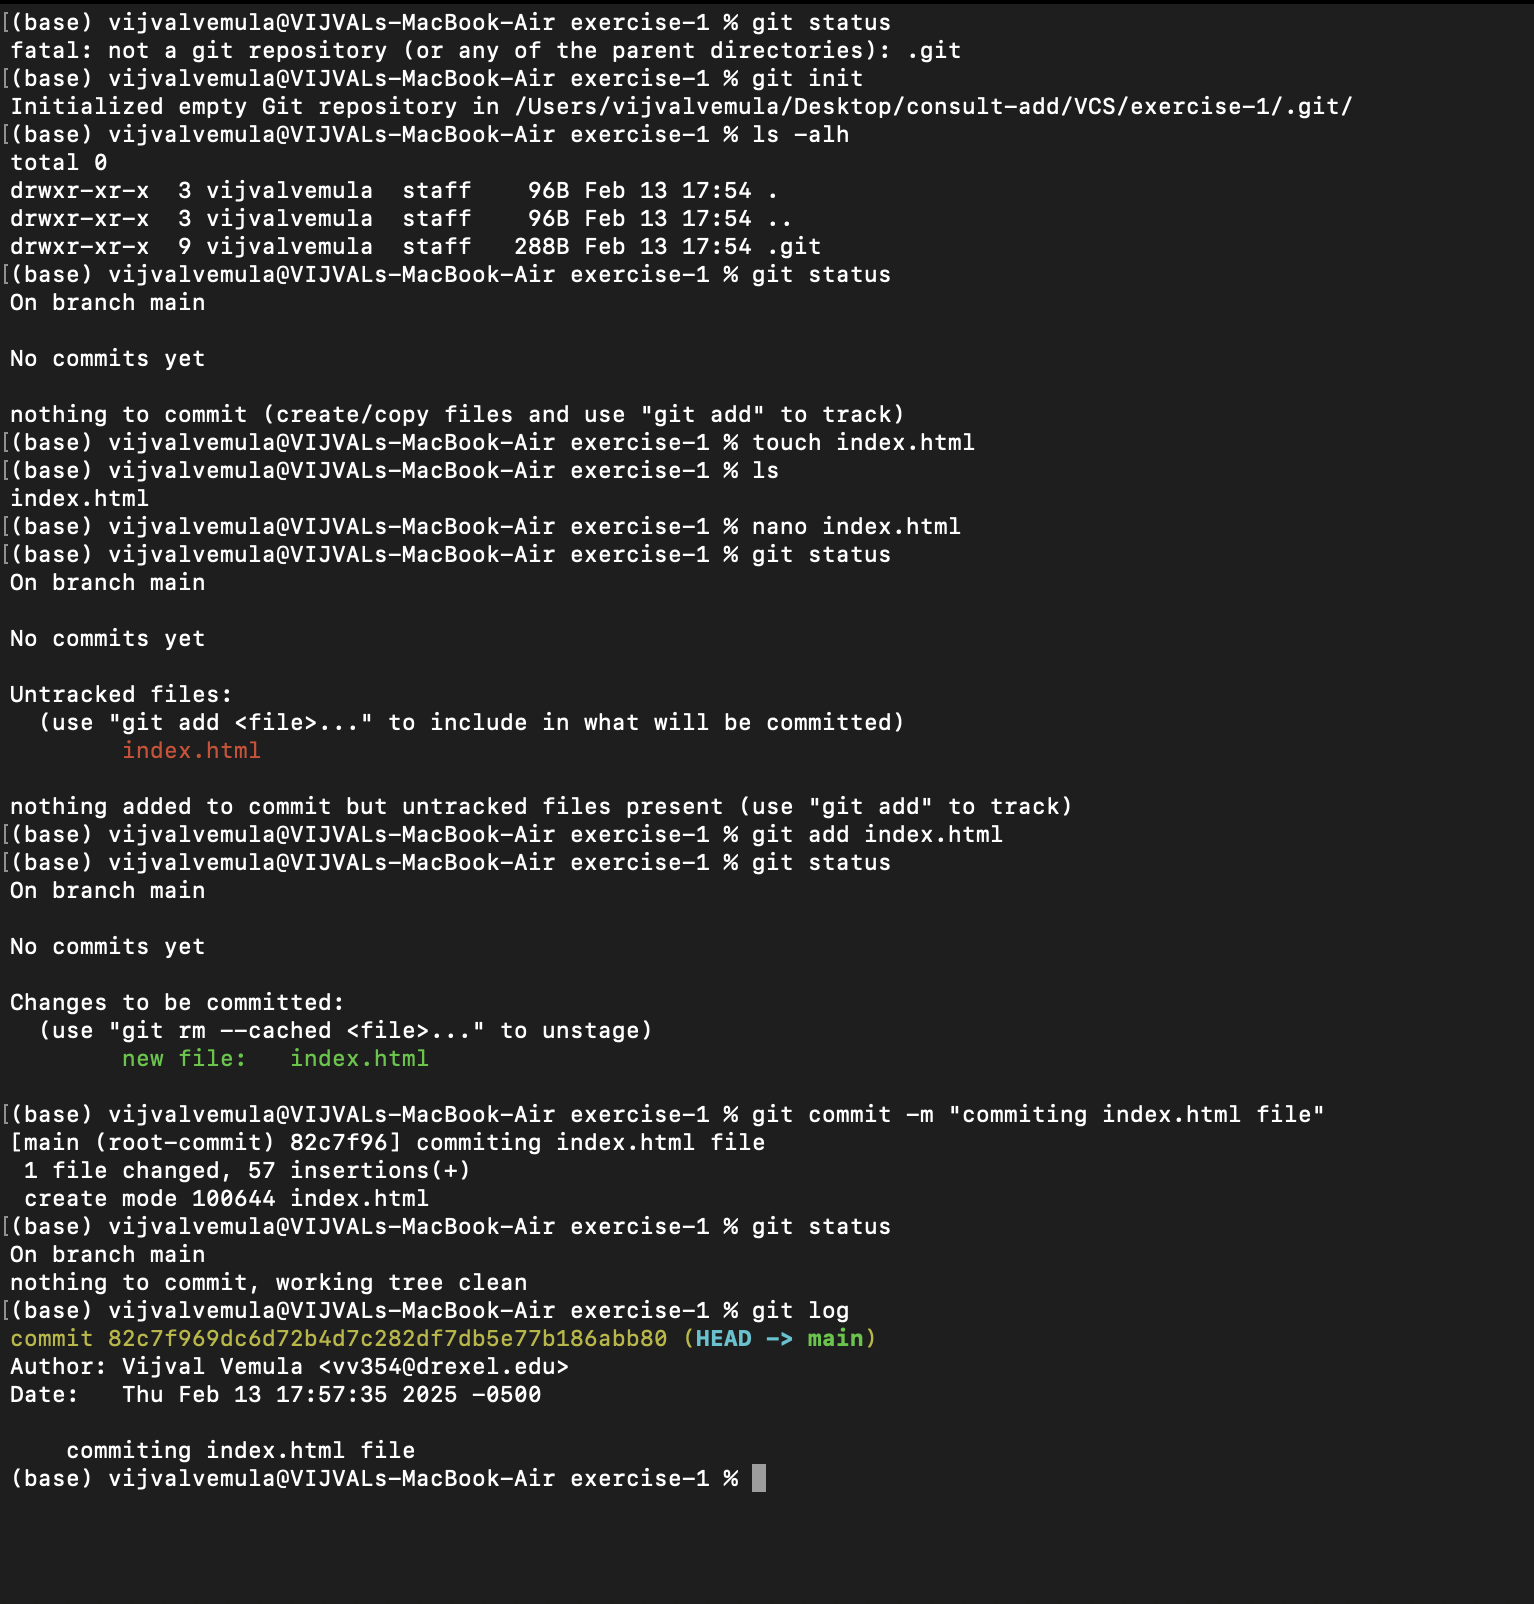 [(base) vijvalvemula@VIJVALs-MacBook-Air exercise-1 % git status
fatal: not a git repository (or any of the parent directories): .git
[(base) vijvalvemula@VIJVALs-MacBook-Air exercise-1 % git init
Initialized empty Git repository in /Users/vijvalvemula/Desktop/consult-add/VCS/exercise-1/.git/
[(base) vijvalvemula@VIJVALs-MacBook-Air exercise-1 % ls -alh
total 0
drwxr-xr-x  3 vijvalvemula  staff    96B Feb 13 17:54 .
drwxr-xr-x  3 vijvalvemula  staff    96B Feb 13 17:54 ..
drwxr-xr-x  9 vijvalvemula  staff   288B Feb 13 17:54 .git
[(base) vijvalvemula@VIJVALs-MacBook-Air exercise-1 % git status
On branch main

No commits yet

nothing to commit (create/copy files and use "git add" to track)
[(base) vijvalvemula@VIJVALs-MacBook-Air exercise-1 % touch index.html
[(base) vijvalvemula@VIJVALs-MacBook-Air exercise-1 % ls
index.html
[(base) vijvalvemula@VIJVALs-MacBook-Air exercise-1 % nano index.html
[(base) vijvalvemula@VIJVALs-MacBook-Air exercise-1 % git status
On branch main

No commits yet

Untracked files:
  (use "git add <file>..." to include in what will be committed)
        index.html

nothing added to commit but untracked files present (use "git add" to track)
[(base) vijvalvemula@VIJVALs-MacBook-Air exercise-1 % git add index.html
[(base) vijvalvemula@VIJVALs-MacBook-Air exercise-1 % git status
On branch main

No commits yet

Changes to be committed:
  (use "git rm --cached <file>..." to unstage)
        new file:   index.html

[(base) vijvalvemula@VIJVALs-MacBook-Air exercise-1 % git commit -m "commiting index.html file"
[main (root-commit) 82c7f96] commiting index.html file
 1 file changed, 57 insertions(+)
 create mode 100644 index.html
[(base) vijvalvemula@VIJVALs-MacBook-Air exercise-1 % git status
On branch main
nothing to commit, working tree clean
[(base) vijvalvemula@VIJVALs-MacBook-Air exercise-1 % git log
commit 82c7f969dc6d72b4d7c282df7db5e77b186abb80 (HEAD -> main)
Author: Vijval Vemula <vv354@drexel.edu>
Date:   Thu Feb 13 17:57:35 2025 -0500

    commiting index.html file
(base) vijvalvemula@VIJVALs-MacBook-Air exercise-1 %